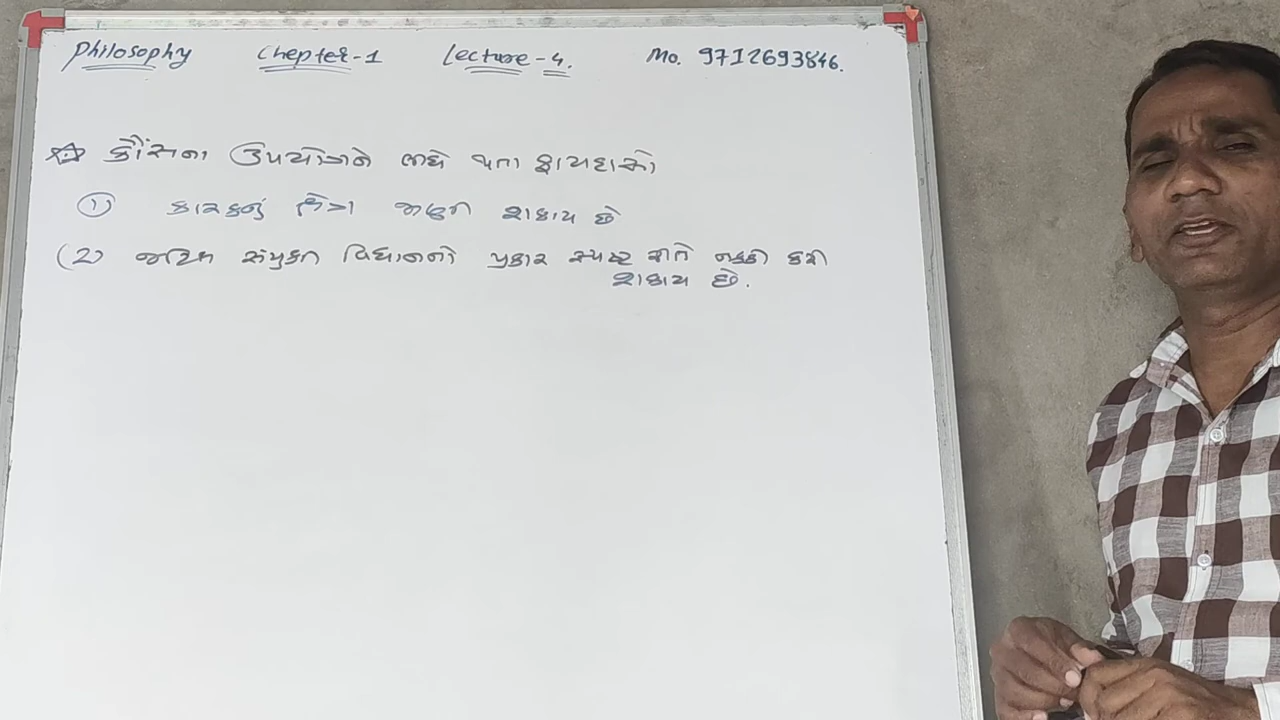 Philosophy Chepter-1 Lecture-4. Mo. 9712693846.
કૌંસના ઉપયોગને લીધે થતા ફાયદાઓ
(૧) કારકનું ક્ષેત્ર જાણી શકાય છે
(2) જટિલ સંયુક્ત વિધાનનો પ્રકાર સ્પષ્ટ રીતે નક્કી કરી
શકાય છે.